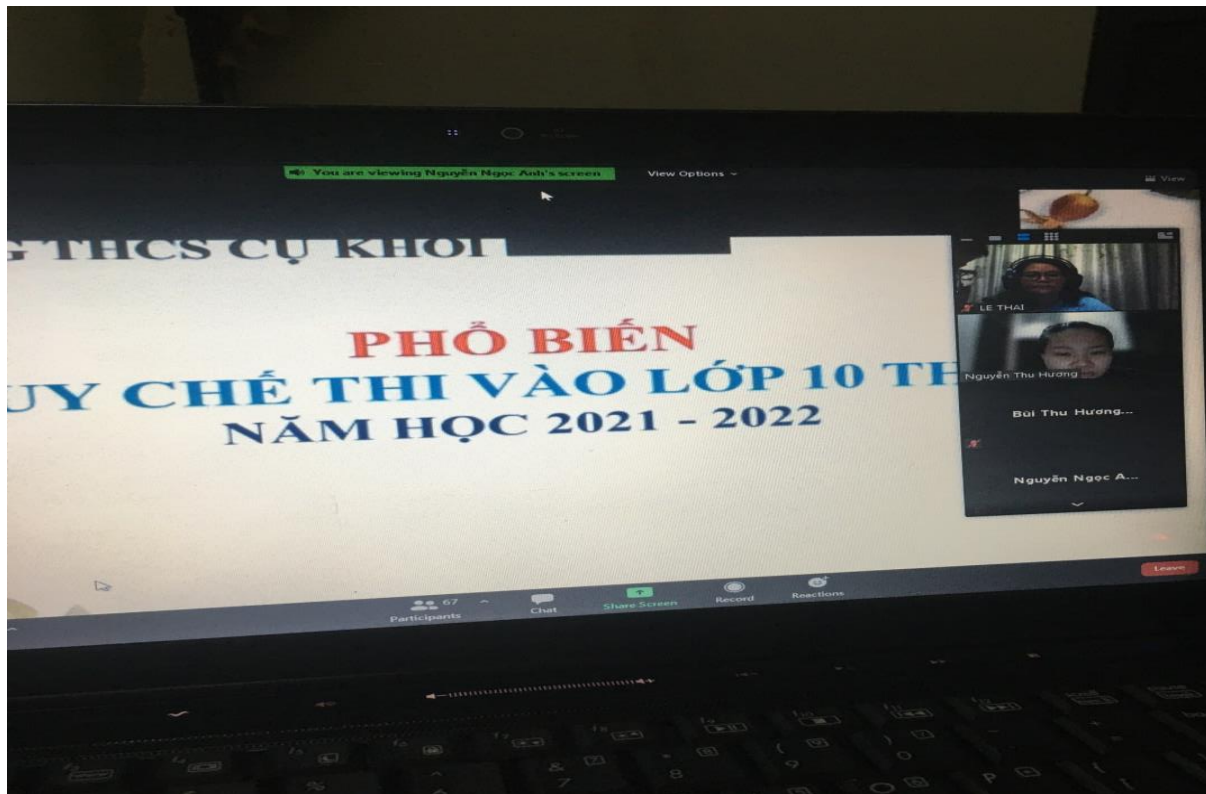 You are viewing Nguyễn Ngọc Anh's screen
View Options
View
G THCS CỰ KHỐI
PHỔ BIẾN
UY CHẾ THI VÀO LỚP 10 TH
NĂM HỌC 2021 - 2022
LE THAI
Nguyễn Thu Hương
Bùi Thu Hương...
Nguyễn Ngọc A...
67
Participants
Chat
Share Screen
Record
Reactions
Leave